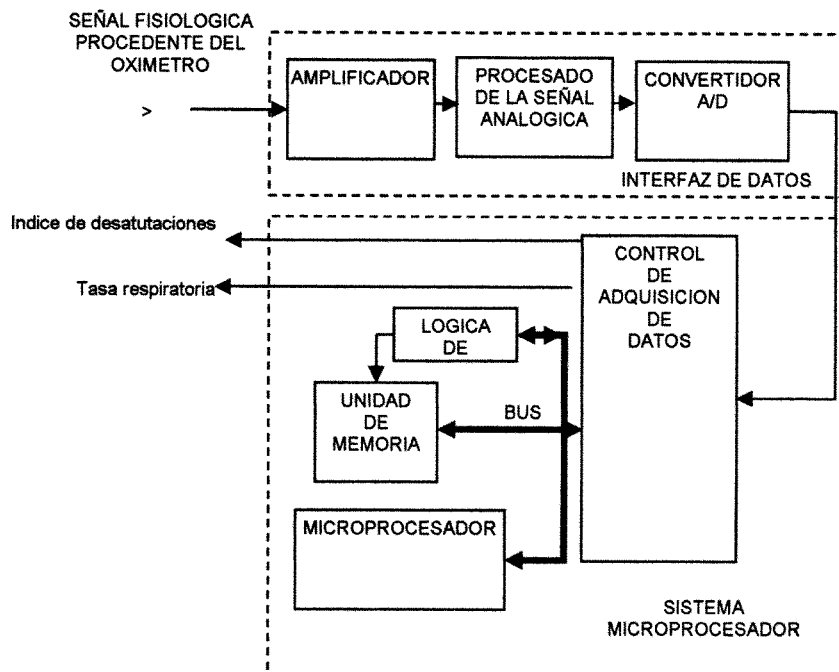 SEÑAL FISIOLOGICA
PROCEDENTE DEL
OXIMETRO
>
AMPLIFICADOR
PROCESADO
DE LA SEÑAL
ANALOGICA
CONVERTIDOR
A/D
INTERFAZ DE DATOS
Indice de desatutaciones
Tasa respiratoria
CONTROL
DE
ADQUISICION
DE
DATOS
LOGICA
DE
UNIDAD
DE
MEMORIA
BUS
MICROPROCESADOR
SISTEMA
MICROPROCESADOR